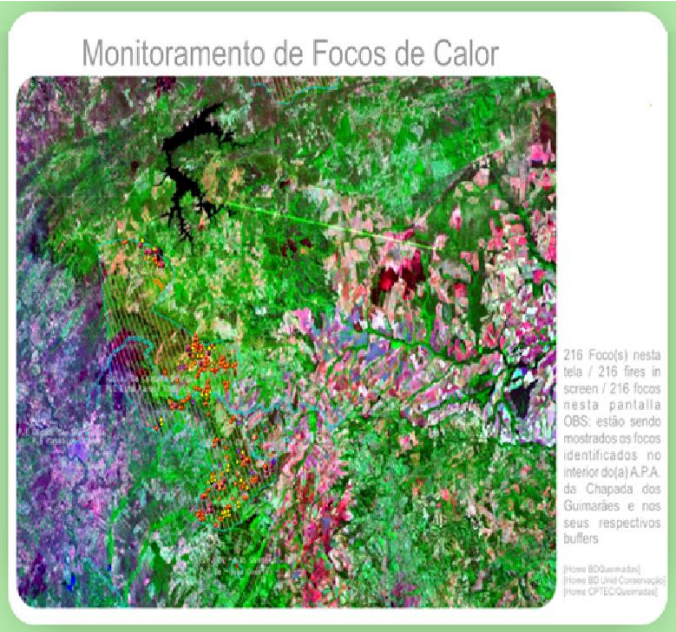 Monitoramento de Focos de Calor
216 Foco(s) nesta
tela / 216 fires in
screen / 216 focos
nesta pantalla
OBS: estão sendo
mostrados os focos
identificados no
interior do(a) A.P.A.
da Chapada dos
Guimarães e nos
seus respectivos
buffers
[Home BDQueimadas]
[Home BD Unid.Conservação]
[Home CPTEC/Queimadas]